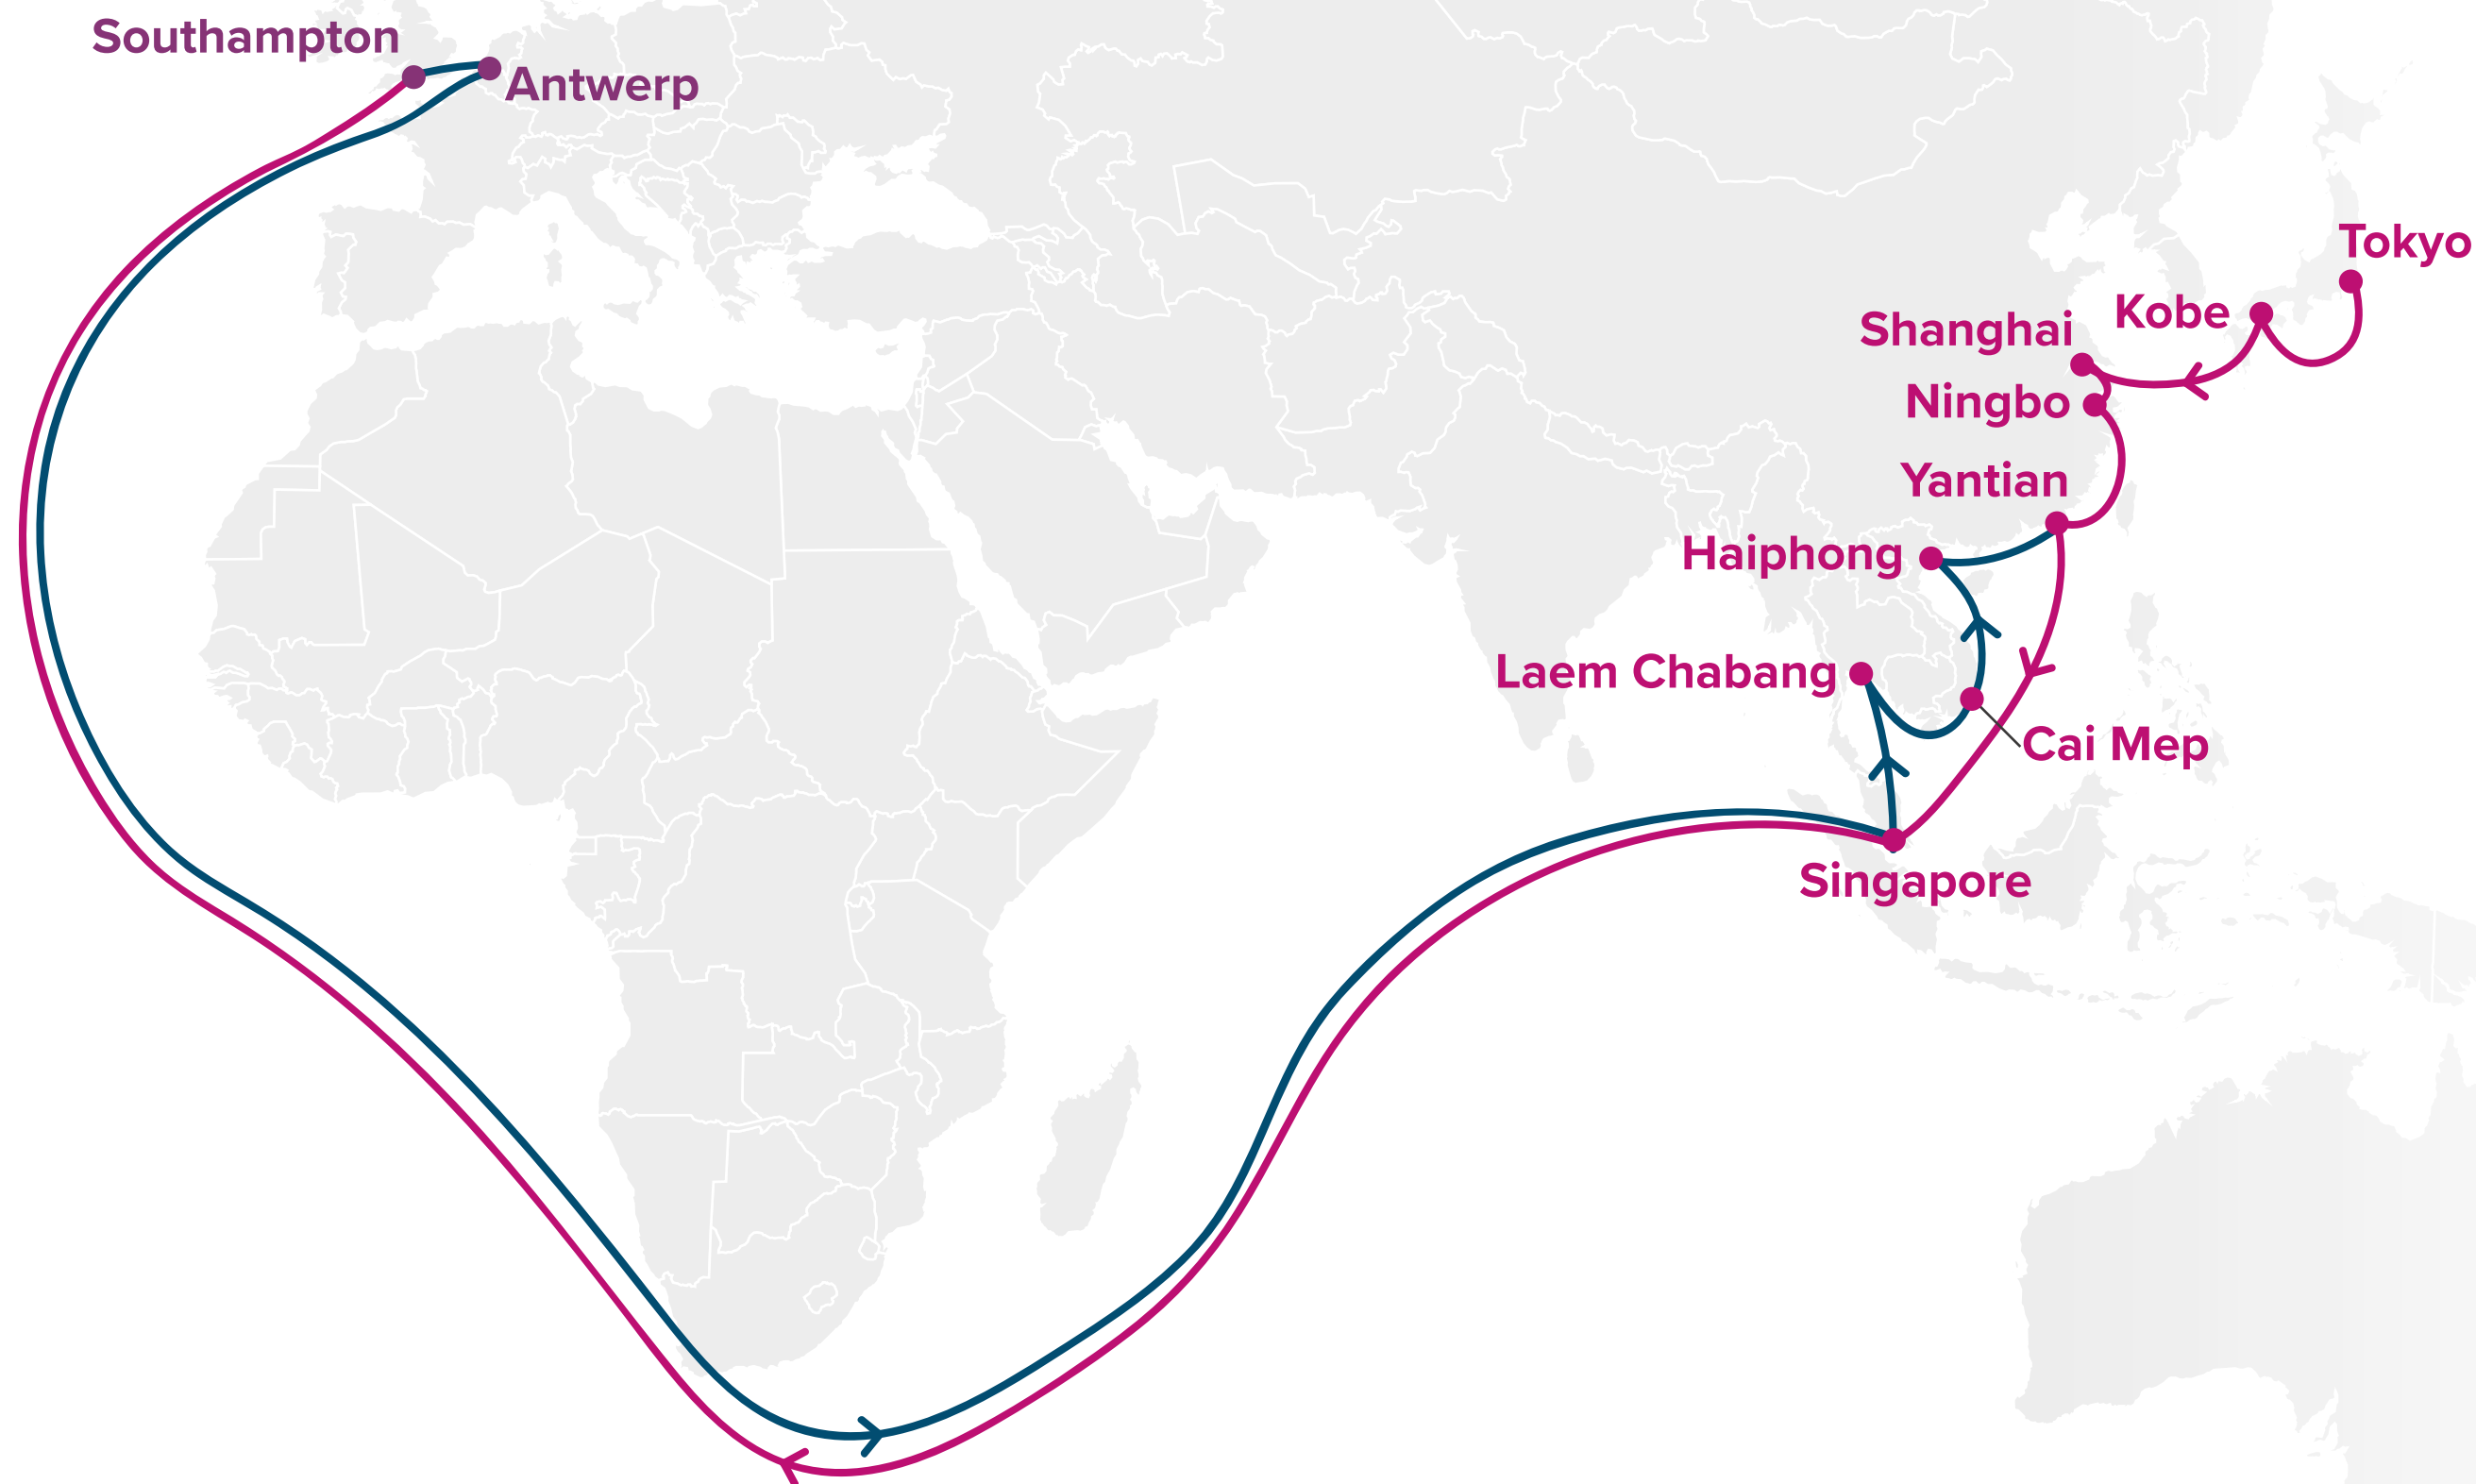 Southampton
Antwerp
Tokyo
Kobe
Shanghai
Ningbo
Yantian
Haiphong
Laem Chabang
Cai Mep
Singapore